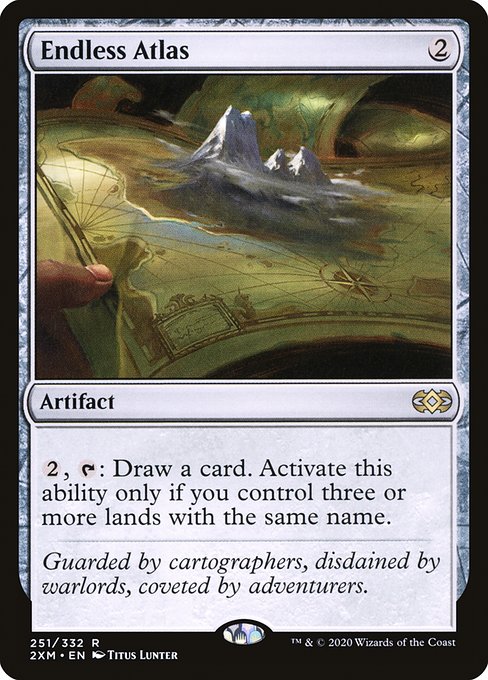 Endless Atlas 2
Artifact
2, : Draw a card. Activate this
ability only if you control three or
more lands with the same name.
Guarded by cartographers, disdained by
warlords, coveted by adventurers.
251/332 R
2XM • EN Titus Lunter
™ & © 2020 Wizards of the Coast